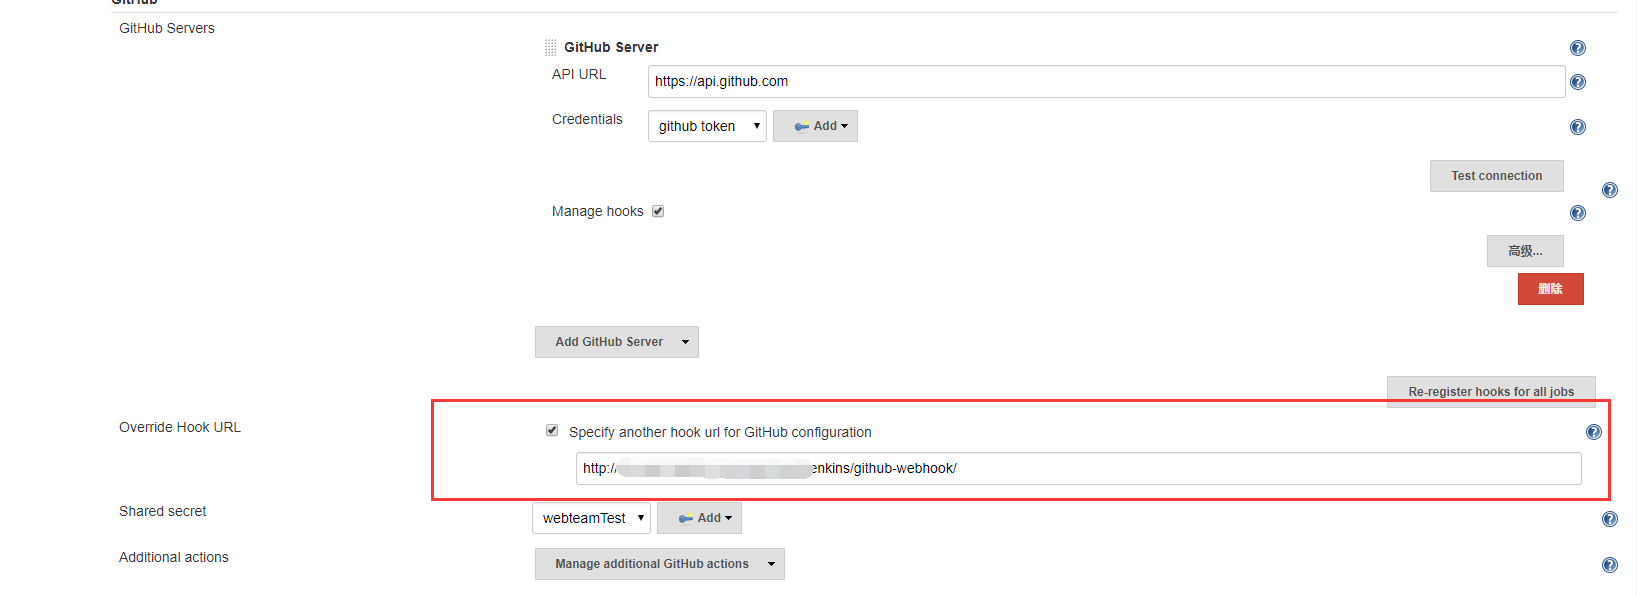 GitHub
GitHub Servers
GitHub Server
API URL
https://api.github.com
Credentials
github token
Add
Test connection
Manage hooks
高级...
删除
Add GitHub Server
Re-register hooks for all jobs
Override Hook URL
Specify another hook url for GitHub configuration
http:// enkins/github-webhook/
Shared secret
webteamTest
Add
Additional actions
Manage additional GitHub actions